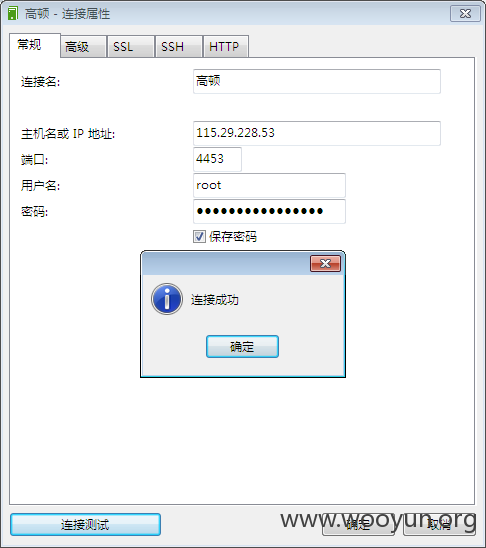 高顿 - 连接属性
常规 高级 SSL SSH HTTP
连接名: 高顿
主机名或 IP 地址: 115.29.228.53
端口: 4453
用户名: root
密码: ●●●●●●●●●●●●●●●●
保存密码
连接成功
确定
连接测试 确定 取消
www.wooyun.org